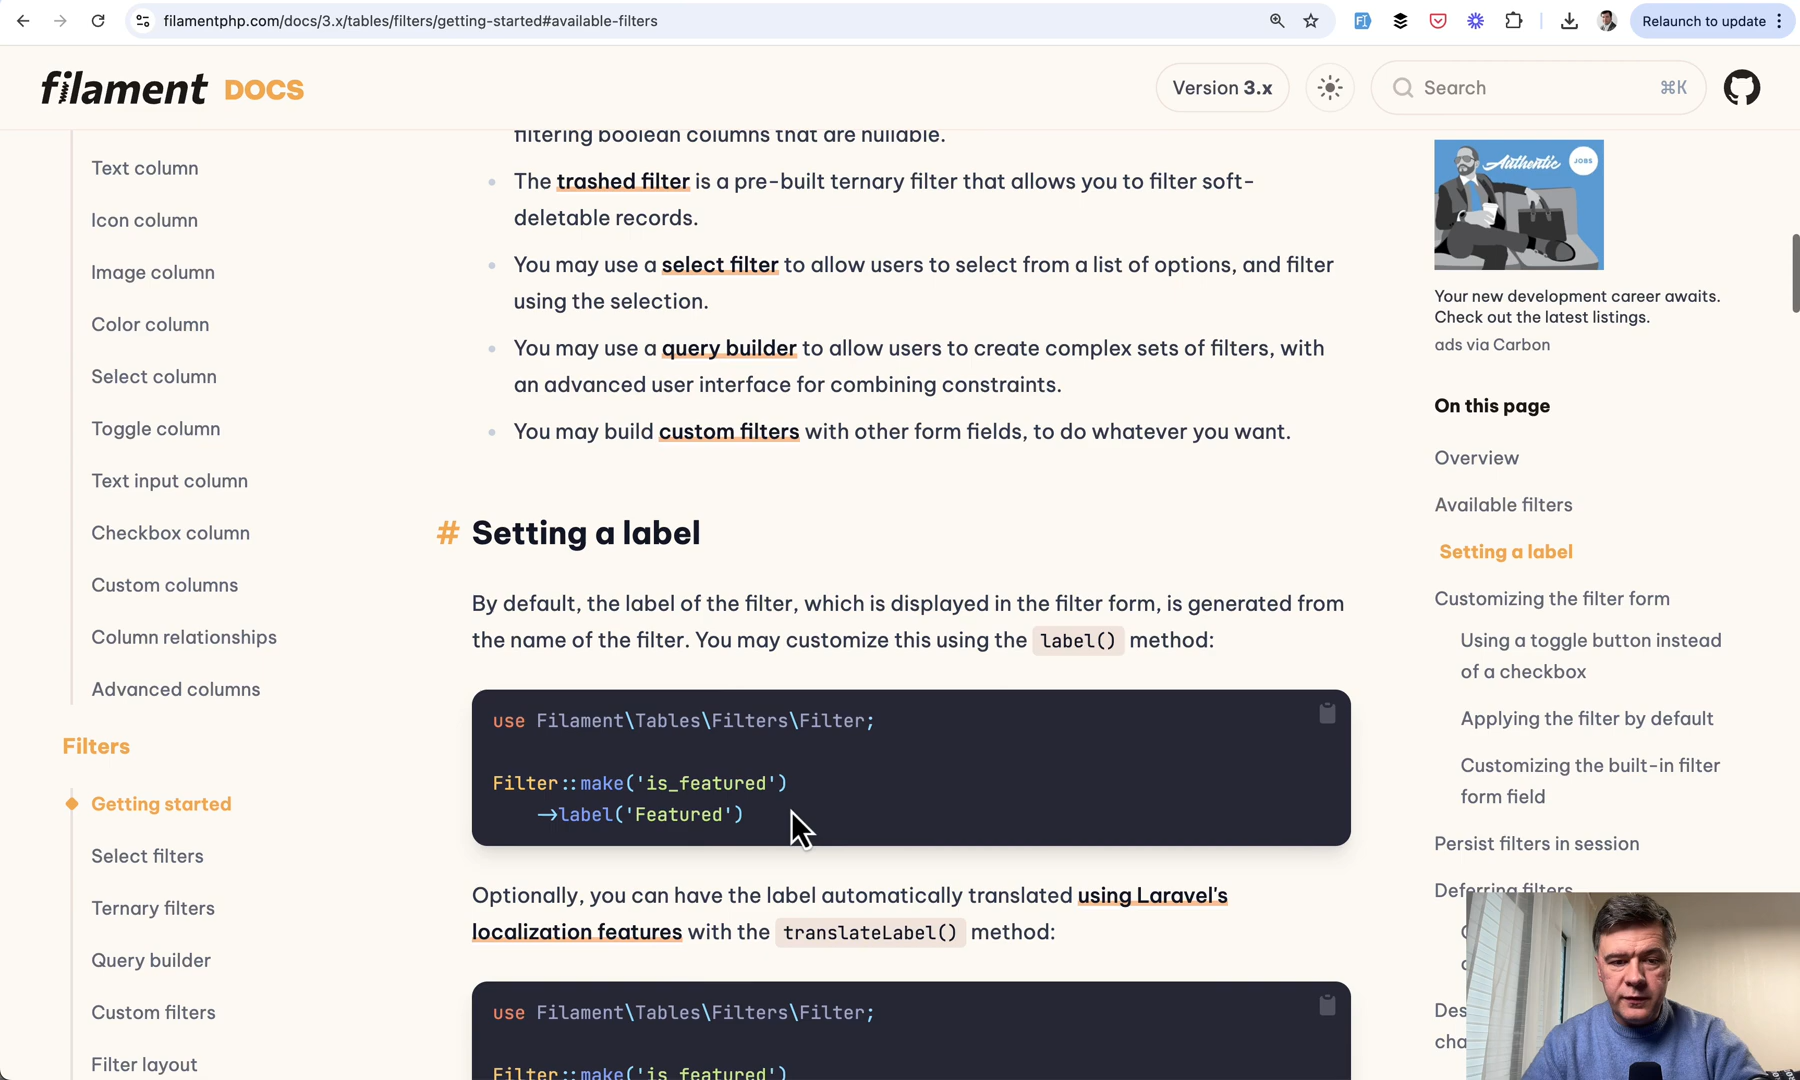 filamentphp.com/docs/3.x/tables/filters/getting-started#available-filters
Relaunch to update
filament DOCS
Version 3.x
Search
⌘K
Text column
Icon column
Image column
Color column
Select column
Toggle column
Text input column
Checkbox column
Custom columns
Column relationships
Advanced columns
Filters
Getting started
Select filters
Ternary filters
Query builder
Custom filters
Filter layout
filtering boolean columns that are nullable.
The trashed filter is a pre-built ternary filter that allows you to filter soft-
deletable records.
You may use a select filter to allow users to select from a list of options, and filter
using the selection.
You may use a query builder to allow users to create complex sets of filters, with
an advanced user interface for combining constraints.
You may build custom filters with other form fields, to do whatever you want.
# Setting a label
By default, the label of the filter, which is displayed in the filter form, is generated from
the name of the filter. You may customize this using the label() method:
use Filament\Tables\Filters\Filter;
Filter::make('is_featured')
->label('Featured')
Optionally, you can have the label automatically translated using Laravel's
localization features with the translateLabel() method:
use Filament\Tables\Filters\Filter;
Filter::make('is_featured')
Authentic JOBS
Your new development career awaits.
Check out the latest listings.
ads via Carbon
On this page
Overview
Available filters
Setting a label
Customizing the filter form
Using a toggle button instead
of a checkbox
Applying the filter by default
Customizing the built-in filter
form field
Persist filters in session
Deferring filters
Des
cha